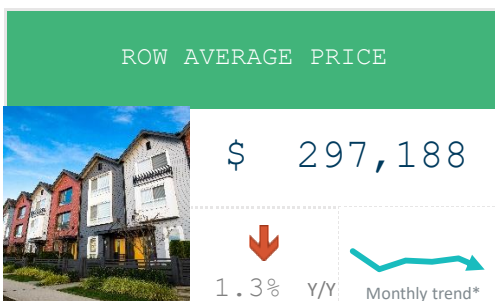 ROW AVERAGE PRICE
$ 297,188
1.3% Y/Y
Monthly trend*